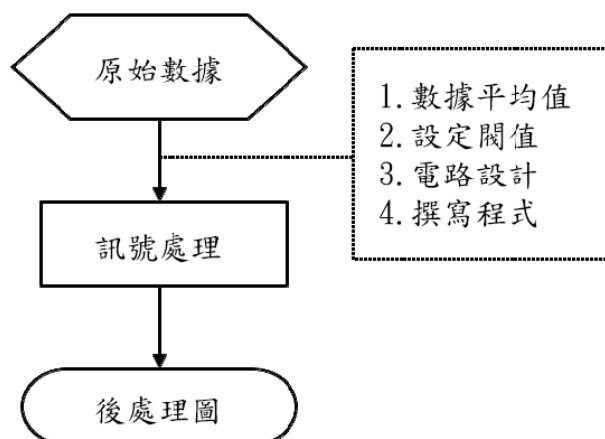 原始數據
1.數據平均值
2.設定閥值
3.電路設計
4.撰寫程式
訊號處理
後處理圖